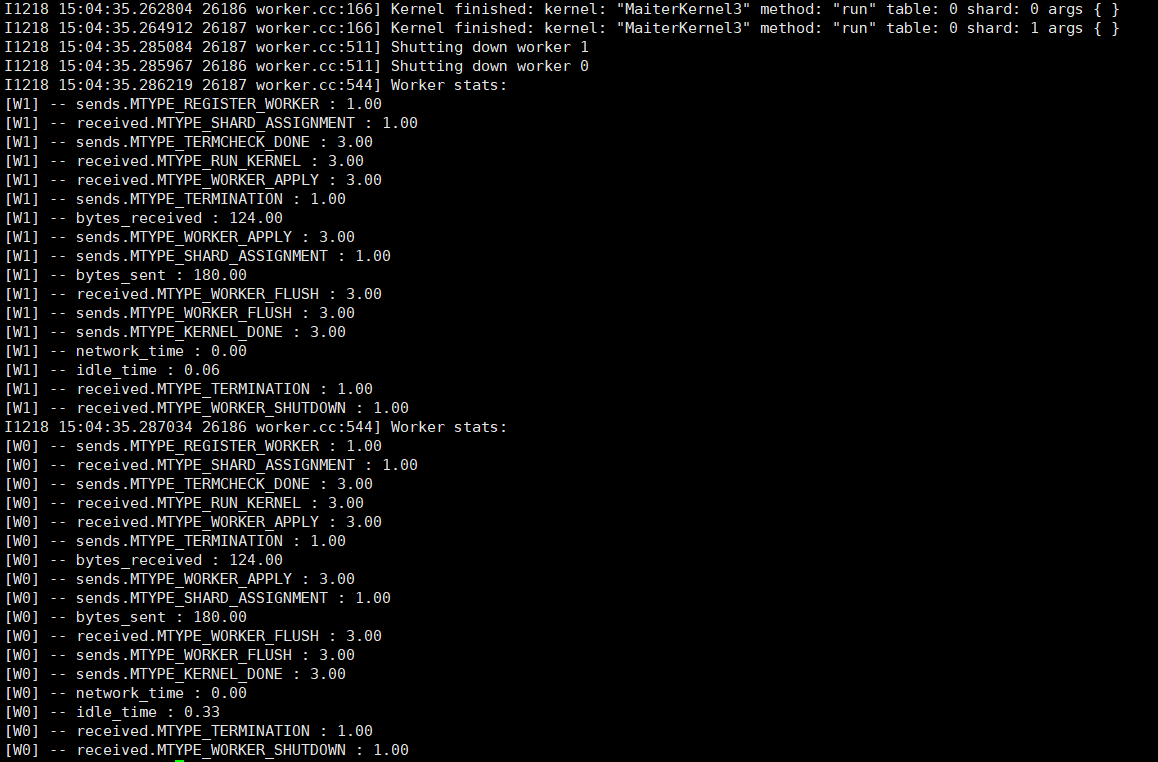 I1218 15:04:35.262804 26186 worker.cc:166] Kernel finished: kernel: "MaiterKernel3" method: "run" table: 0 shard: 0 args { }
I1218 15:04:35.264912 26187 worker.cc:166] Kernel finished: kernel: "MaiterKernel3" method: "run" table: 0 shard: 1 args { }
I1218 15:04:35.285084 26187 worker.cc:511] Shutting down worker 1
I1218 15:04:35.285967 26186 worker.cc:511] Shutting down worker 0
I1218 15:04:35.286219 26187 worker.cc:544] Worker stats:
[W1] -- sends.MTYPE_REGISTER_WORKER : 1.00
[W1] -- received.MTYPE_SHARD_ASSIGNMENT : 1.00
[W1] -- sends.MTYPE_TERMCHECK_DONE : 3.00
[W1] -- received.MTYPE_RUN_KERNEL : 3.00
[W1] -- received.MTYPE_WORKER_APPLY : 3.00
[W1] -- sends.MTYPE_TERMINATION : 1.00
[W1] -- bytes_received : 124.00
[W1] -- sends.MTYPE_WORKER_APPLY : 3.00
[W1] -- sends.MTYPE_SHARD_ASSIGNMENT : 1.00
[W1] -- bytes_sent : 180.00
[W1] -- received.MTYPE_WORKER_FLUSH : 3.00
[W1] -- sends.MTYPE_WORKER_FLUSH : 3.00
[W1] -- sends.MTYPE_KERNEL_DONE : 3.00
[W1] -- network_time : 0.00
[W1] -- idle_time : 0.06
[W1] -- received.MTYPE_TERMINATION : 1.00
[W1] -- received.MTYPE_WORKER_SHUTDOWN : 1.00
I1218 15:04:35.287034 26186 worker.cc:544] Worker stats:
[W0] -- sends.MTYPE_REGISTER_WORKER : 1.00
[W0] -- received.MTYPE_SHARD_ASSIGNMENT : 1.00
[W0] -- sends.MTYPE_TERMCHECK_DONE : 3.00
[W0] -- received.MTYPE_RUN_KERNEL : 3.00
[W0] -- received.MTYPE_WORKER_APPLY : 3.00
[W0] -- sends.MTYPE_TERMINATION : 1.00
[W0] -- bytes_received : 124.00
[W0] -- sends.MTYPE_WORKER_APPLY : 3.00
[W0] -- sends.MTYPE_SHARD_ASSIGNMENT : 1.00
[W0] -- bytes_sent : 180.00
[W0] -- received.MTYPE_WORKER_FLUSH : 3.00
[W0] -- sends.MTYPE_WORKER_FLUSH : 3.00
[W0] -- sends.MTYPE_KERNEL_DONE : 3.00
[W0] -- network_time : 0.00
[W0] -- idle_time : 0.33
[W0] -- received.MTYPE_TERMINATION : 1.00
[W0] -- received.MTYPE_WORKER_SHUTDOWN : 1.00